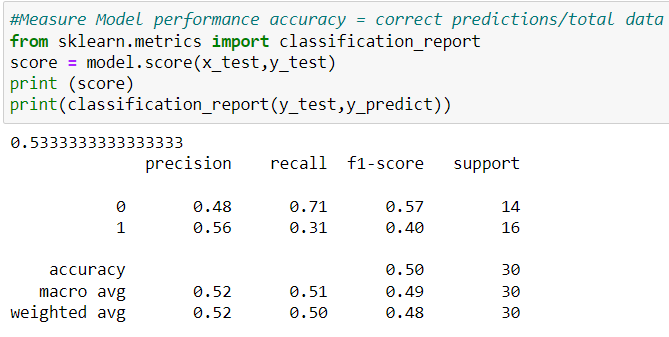 #Measure Model performance accuracy = correct predictions/total data
from sklearn.metrics import classification_report
score = model.score(x_test,y_test)
print (score)
print(classification_report(y_test,y_predict))
0.5333333333333333
precision recall f1-score support
0 0.48 0.71 0.57 14
1 0.56 0.31 0.40 16
accuracy 0.50 30
macro avg 0.52 0.51 0.49 30
weighted avg 0.52 0.50 0.48 30